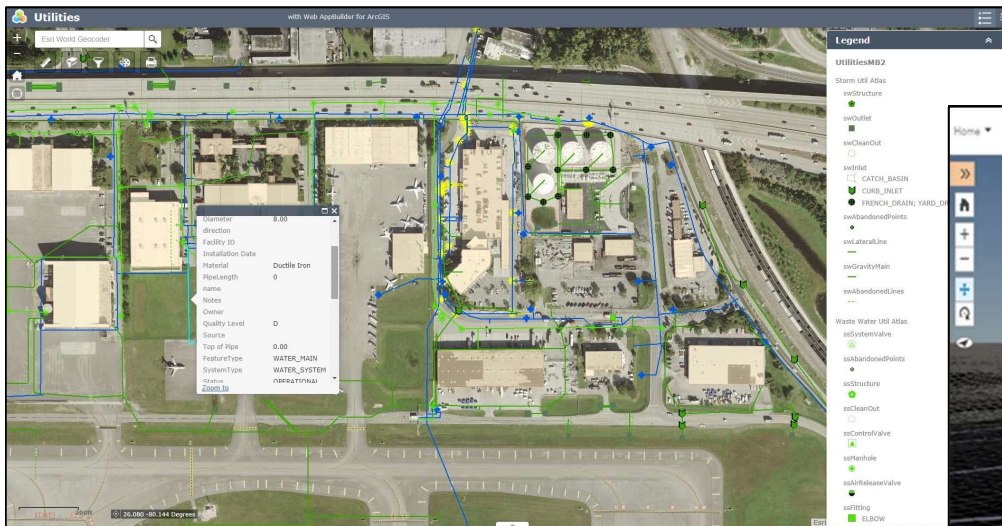 Utilities with Web AppBuilder for ArcGIS
Esri World Geocoder
Diameter 8.00
direction
Facility ID
Installation Date
Material Ductile Iron
PipeLength 0
name
Notes
Owner
Quality Level D
Source
Top of Pipe 0.00
FeatureType WATER_MAIN
SystemType WATER_SYSTEM
Status OPERATIONAL
Zoom to
26.080 -80.144 Degrees
Esri
Legend
UtilitiesMB2
Storm Util Atlas
swStructure
swOutlet
swCleanOut
swInlet
CATCH_BASIN
CURB_INLET
FRENCH_DRAIN; YARD_DR
swAbandonedPoints
swLateralLine
swGravityMain
swAbandonedLines
Waste Water Util Atlas
ssSystemValve
ssAbandonedPoints
ssStructure
ssCleanOut
ssControlValve
ssManhole
ssAirReleaseValve
ssFitting
ELBOW
Home